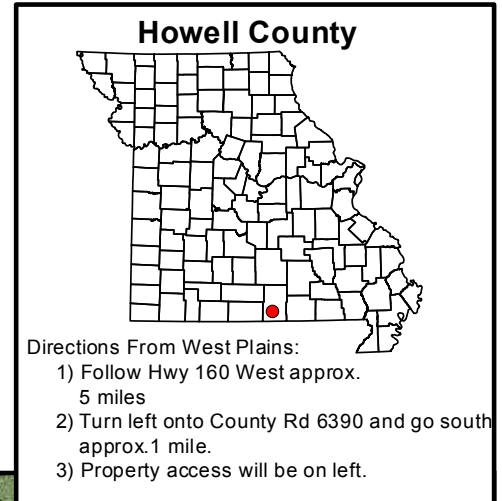 Howell County
Directions From West Plains:
1) Follow Hwy 160 West approx.
5 miles
2) Turn left onto County Rd 6390 and go south
approx.1 mile.
3) Property access will be on left.